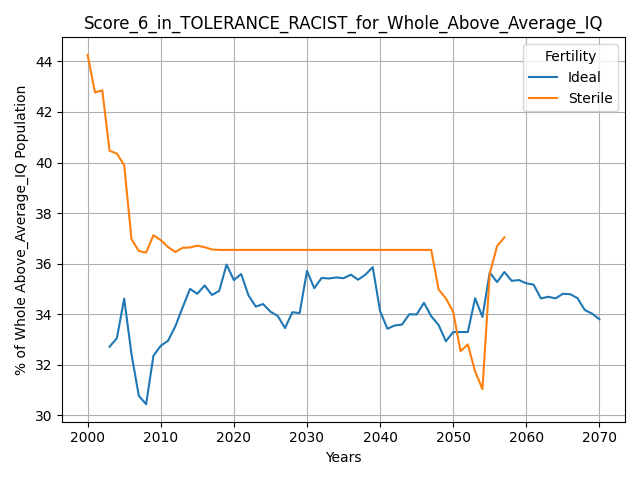 Score_6_in_TOLERANCE_RACIST_for_Whole_Above_Average_IQ
Fertility
Ideal
Sterile
% of Whole Above_Average_IQ Population
44
42
40
38
36
34
32
30
2000 2010 2020 2030 2040 2050 2060 2070
Years